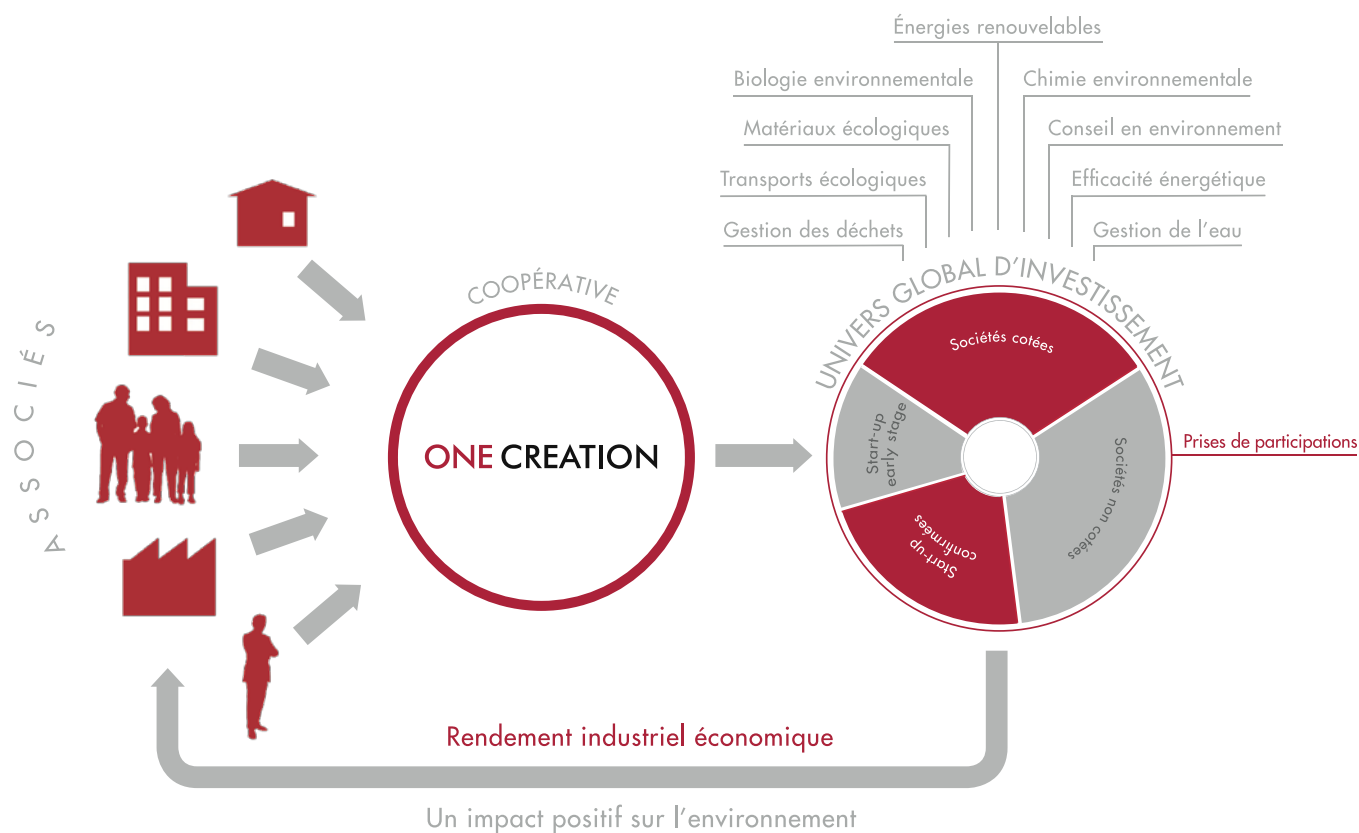 Énergies renouvelables
Biologie environnementale
Chimie environnementale
Matériaux écologiques
Conseil en environnement
Transports écologiques
Efficacité énergétique
Gestion des déchets
Gestion de l'eau
ASSOCIÉS
COOPÉRATIVE
ONE CREATION
UNIVERS GLOBAL D'INVESTISSEMENT
Sociétés cotées
Start-up
early stage
Sociétés non cotées
Start-up
confirmées
Prises de participations
Rendement industriel économique
Un impact positif sur l'environnement